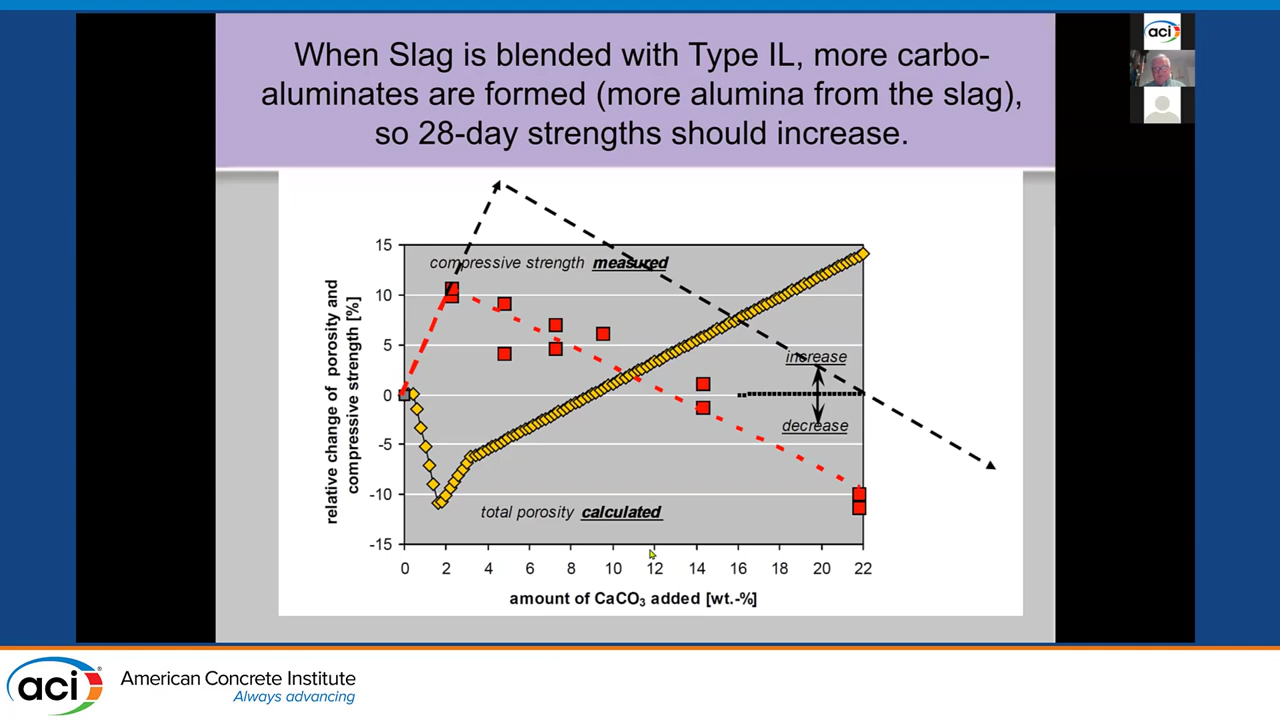 When Slag is blended with Type IL, more carbo-
aluminates are formed (more alumina from the slag),
so 28-day strengths should increase.
aci
relative change of porosity and
compressive strength [%]
15
10
5
0
-5
-10
-15
compressive strength measured
increase
decrease
total porosity calculated
0 2 4 6 8 10 12 14 16 18 20 22
amount of CaCO₃ added [wt.-%]
aci®
American Concrete Institute
Always advancing